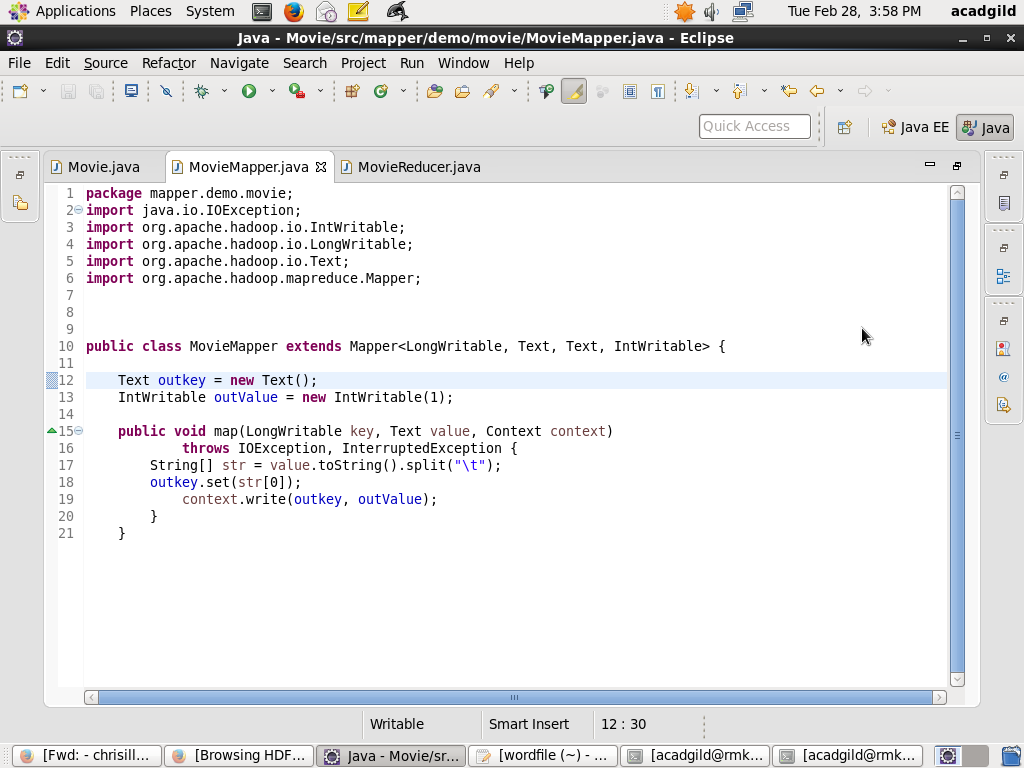 Applications Places System Tue Feb 28, 3:58 PM acadgild
Java - Movie/src/mapper/demo/movie/MovieMapper.java - Eclipse
File Edit Source Refactor Navigate Search Project Run Window Help
Quick Access Java EE Java
Movie.java MovieMapper.java MovieReducer.java
1 package mapper.demo.movie;
2 import java.io.IOException;
3 import org.apache.hadoop.io.IntWritable;
4 import org.apache.hadoop.io.LongWritable;
5 import org.apache.hadoop.io.Text;
6 import org.apache.hadoop.mapreduce.Mapper;
7
8
9
10 public class MovieMapper extends Mapper<LongWritable, Text, Text, IntWritable> {
11
12 Text outkey = new Text();
13 IntWritable outValue = new IntWritable(1);
14
15 public void map(LongWritable key, Text value, Context context)
16 throws IOException, InterruptedException {
17 String[] str = value.toString().split("\t");
18 outkey.set(str[0]);
19 context.write(outkey, outValue);
20 }
21 }
Writable Smart Insert 12 : 30
[Fwd: - chrisill... [Browsing HDF... Java - Movie/sr... [wordfile (~) - ... [acadgild@rmk... [acadgild@rmk...